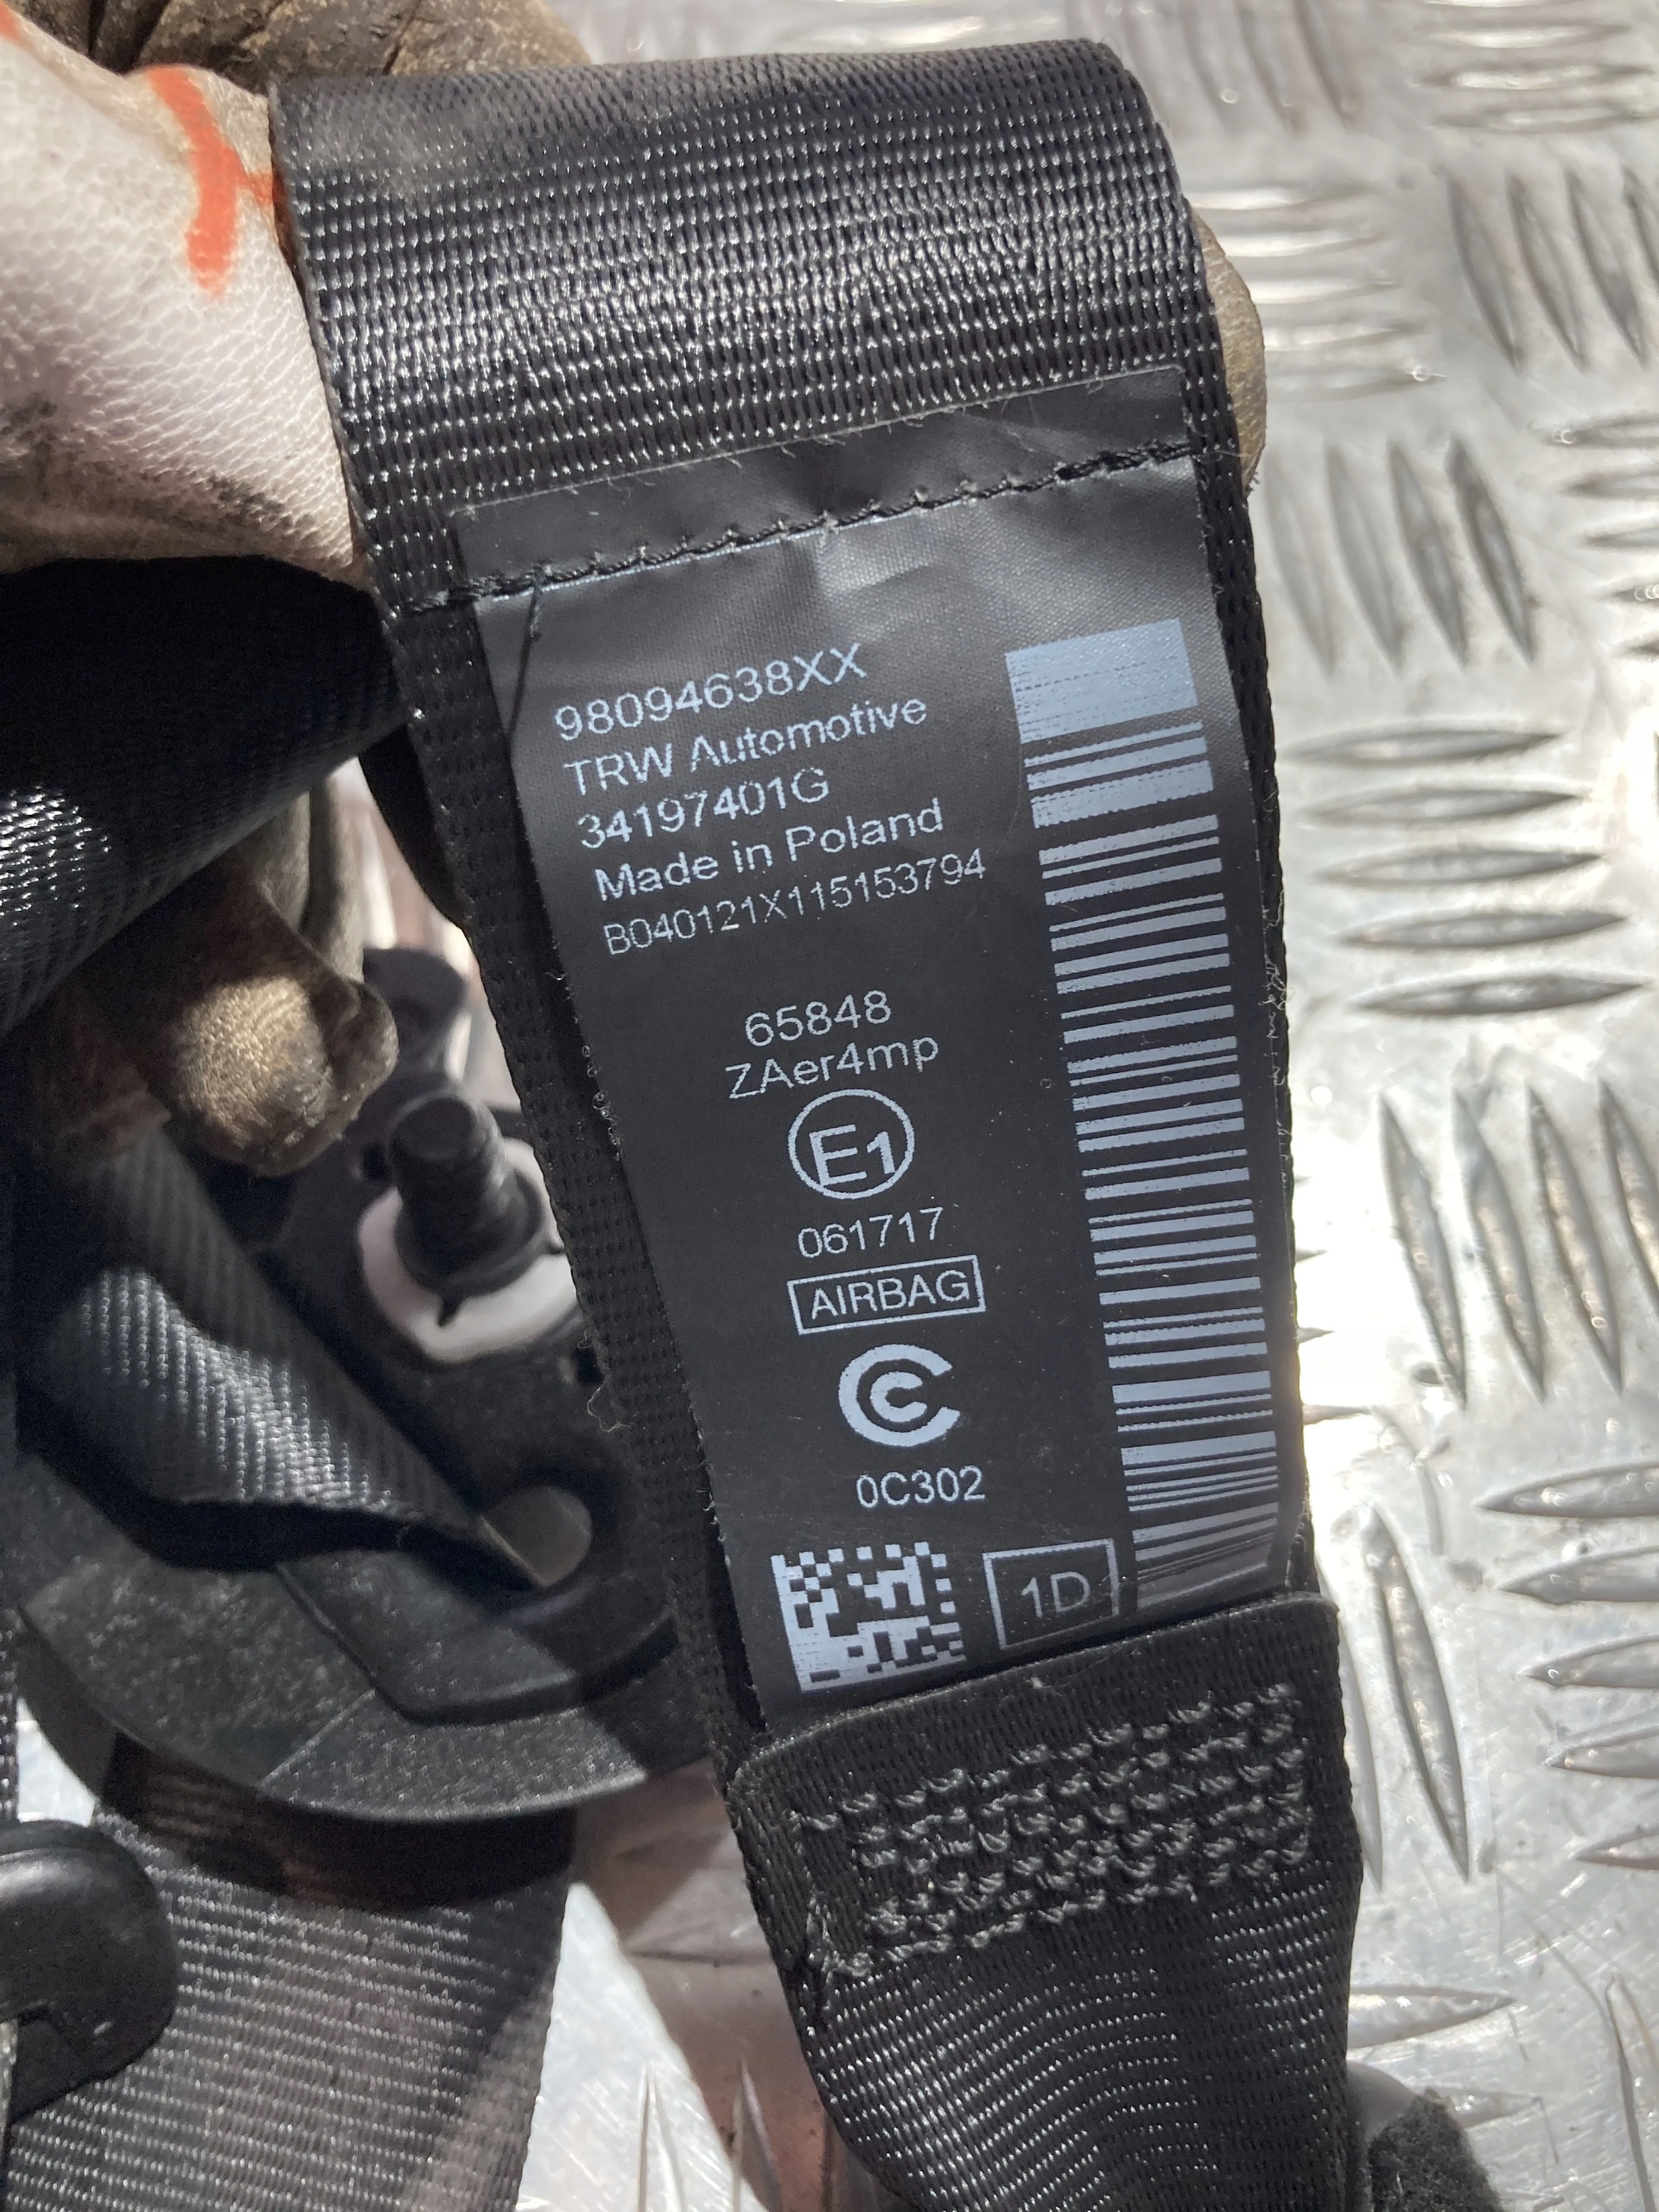 98094638XX
TRW Automotive
34197401G
Made in Poland
B040121X115153794
65848
ZAer4mp
E1
061717
AIRBAG
0C302
1D